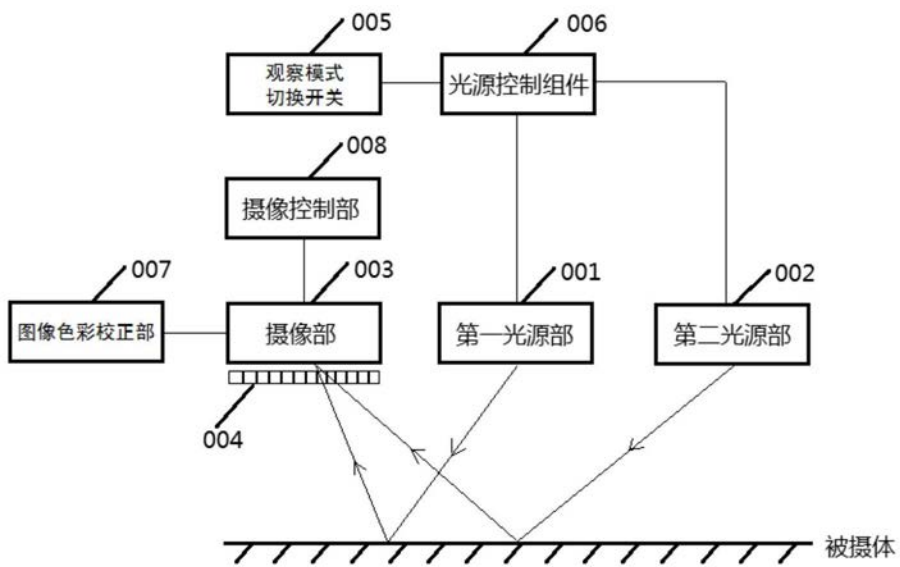 005
006
观察模式
切换开关
光源控制组件
008
摄像控制部
007
003
001
002
图像色彩校正部
摄像部
第一光源部
第二光源部
004
被摄体